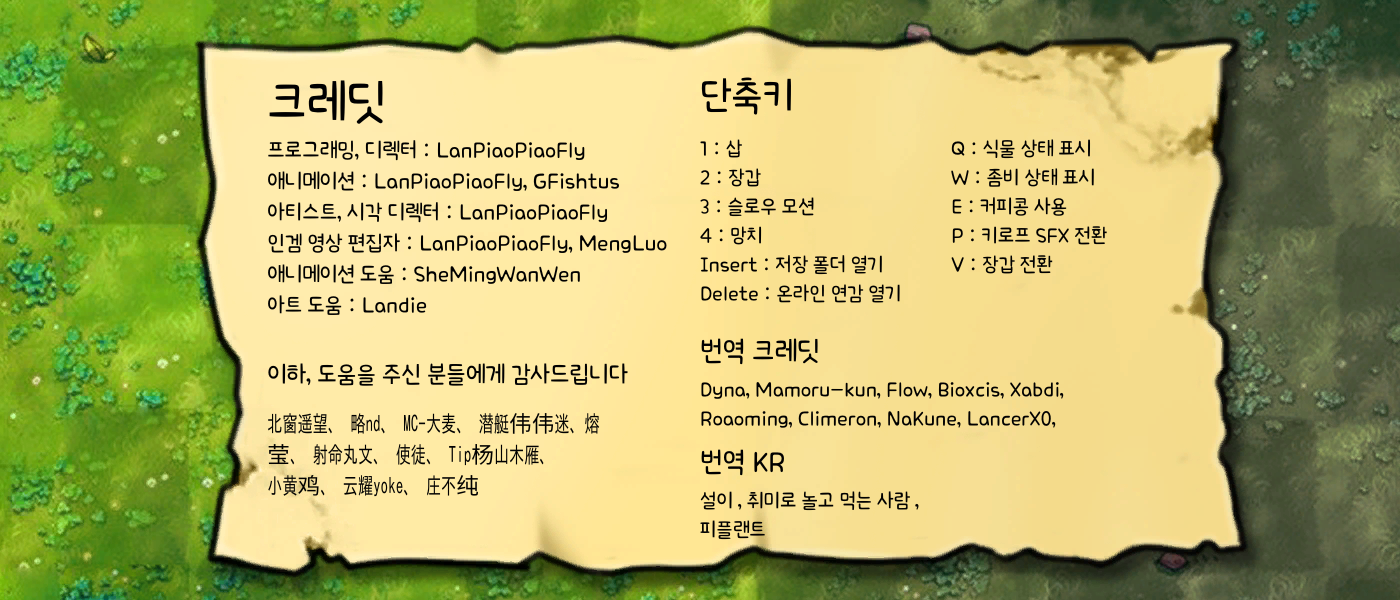 크레딧
프로그래밍, 디렉터 : LanPiaoPiaoFly
애니메이션 : LanPiaoPiaoFly, GFishtus
아티스트, 시각 디렉터 : LanPiaoPiaoFly
인겜 영상 편집자 : LanPiaoPiaoFly, MengLuo
애니메이션 도움 : SheMingWanWen
아트 도움 : Landie
이하, 도움을 주신 분들에게 감사드립니다
北窗遥望、 略nd、 MC-大麦、 潜艇伟伟迷、熔
莹、 射命丸文、 使徒、 Tip杨山木雁、
小黄鸡、 云耀yoke、 庄不纯
단축키
1 : 삽
2 : 장갑
3 : 슬로우 모션
4 : 망치
Insert : 저장 폴더 열기
Delete : 온라인 연감 열기
Q : 식물 상태 표시
W : 좀비 상태 표시
E : 커피콩 사용
P : 키로프 SFX 전환
V : 장갑 전환
번역 크레딧
Dyna, Mamoru-kun, Flow, Bioxcis, Xabdi,
Roaoming, Climeron, NaKune, LancerX0,
번역 KR
설이 , 취미로 놀고 먹는 사람 ,
피플랜트